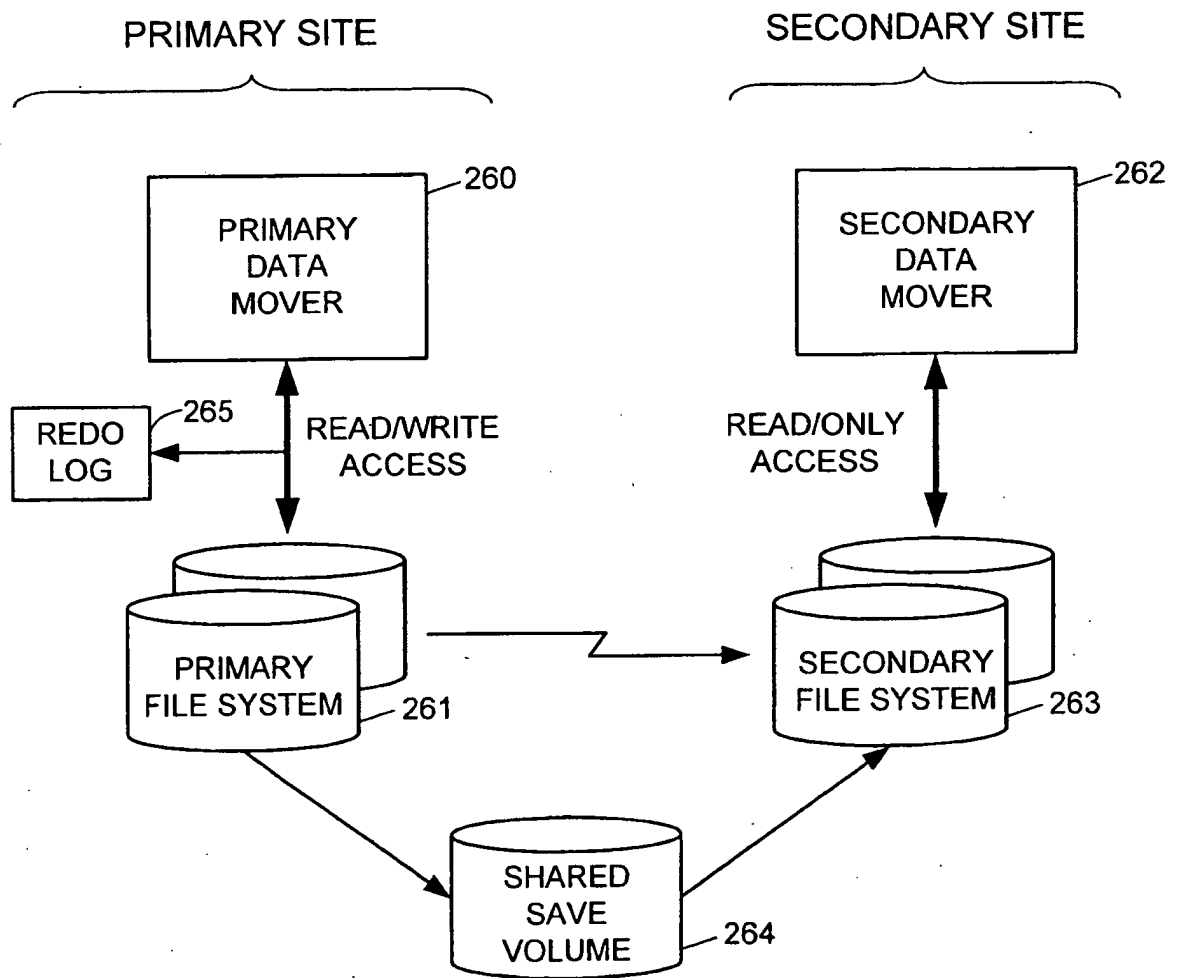 PRIMARY SITE
SECONDARY SITE
260
PRIMARY
DATA
MOVER
262
SECONDARY
DATA
MOVER
265
REDO
LOG
READ/WRITE
ACCESS
READ/ONLY
ACCESS
PRIMARY
FILE SYSTEM
261
SECONDARY
FILE SYSTEM
263
SHARED
SAVE
VOLUME
264